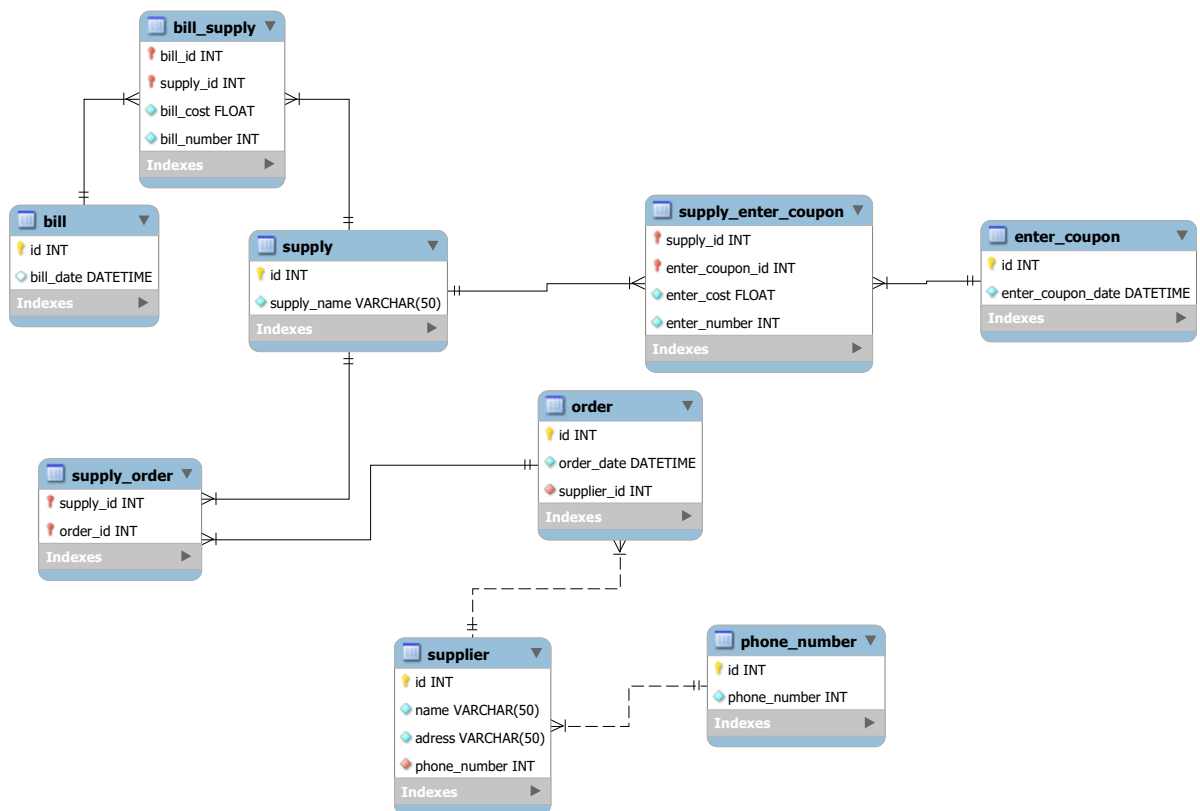 bill_supply
bill_id INT
supply_id INT
bill_cost FLOAT
bill_number INT
Indexes
bill
id INT
bill_date DATETIME
Indexes
supply
id INT
supply_name VARCHAR(50)
Indexes
supply_enter_coupon
supply_id INT
enter_coupon_id INT
enter_cost FLOAT
enter_number INT
Indexes
enter_coupon
id INT
enter_coupon_date DATETIME
Indexes
order
id INT
order_date DATETIME
supplier_id INT
Indexes
supply_order
supply_id INT
order_id INT
Indexes
supplier
id INT
name VARCHAR(50)
adress VARCHAR(50)
phone_number INT
Indexes
phone_number
id INT
phone_number INT
Indexes